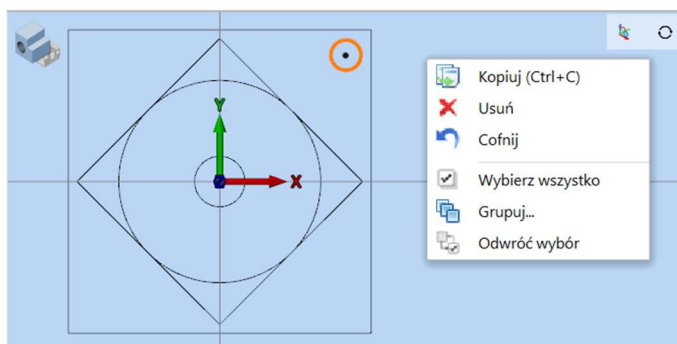 Y
X
Kopiuj (Ctrl+C)
Usuń
Cofnij
Wybierz wszystko
Grupuj...
Odwróć wybór